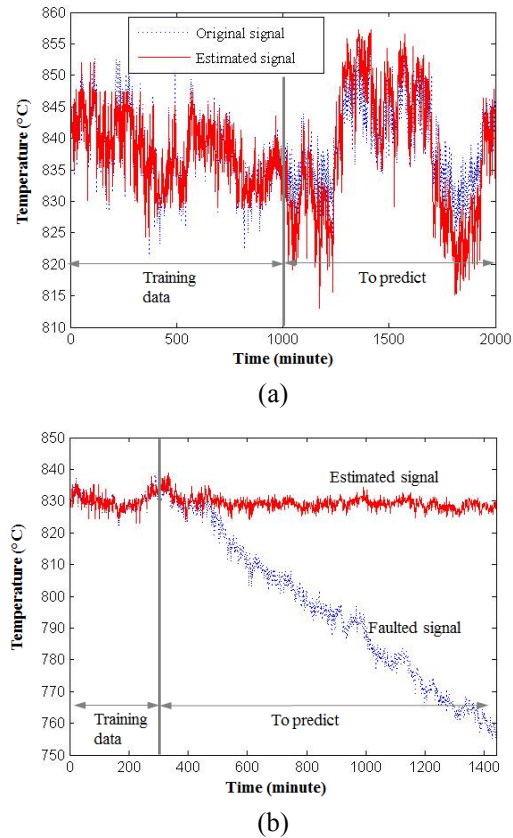 860
855
850
845
840
835
830
825
820
815
810
Temperature (°C)
Original signal
Estimated signal
Training
data
To predict
0
500
1000
1500
2000
Time (minute)
(a)
850
840
830
820
810
800
790
780
770
760
750
Temperature (°C)
Estimated signal
Faulted signal
Training
data
To predict
0
200
400
600
800
1000
1200
1400
Time (minute)
(b)